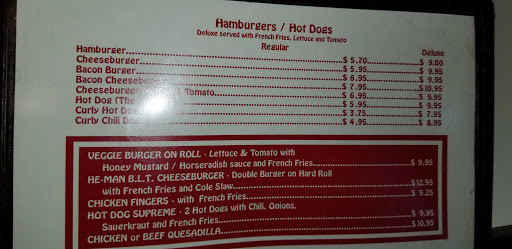 Hamburgers / Hot Dogs
Deluxe served with French Fries, Lettuce and Tomato
Regular Deluxe
Hamburger $ 5.70 $ 9.00
Cheeseburger $ 5.95 $ 9.95
Bacon Burger $ 6.95 $ 9.95
Bacon Cheeseburger $ 7.95 $10.95
Cheeseburger Tomato $ 6.95 $ 9.95
Hot Dog (The $ 5.95 $ 9.95
Curly Hot Do $ 3.75 $ 7.95
Curly Chili Do $ 4.95 $ 8.95
VEGGIE BURGER ON ROLL - Lettuce & Tomato with
Honey Mustard / Horseradish sauce and French Fries $ 9.95
HE-MAN B.L.T. CHEESEBURGER - Double Burger on Hard Roll
with French Fries and Cole Slaw $12.95
CHICKEN FINGERS - with French Fries $ 9.25
HOT DOG SUPREME - 2 Hot Dogs with Chili, Onions,
Sauerkraut and French Fries $ 9.95
CHICKEN or BEEF QUESADILLA $10.95